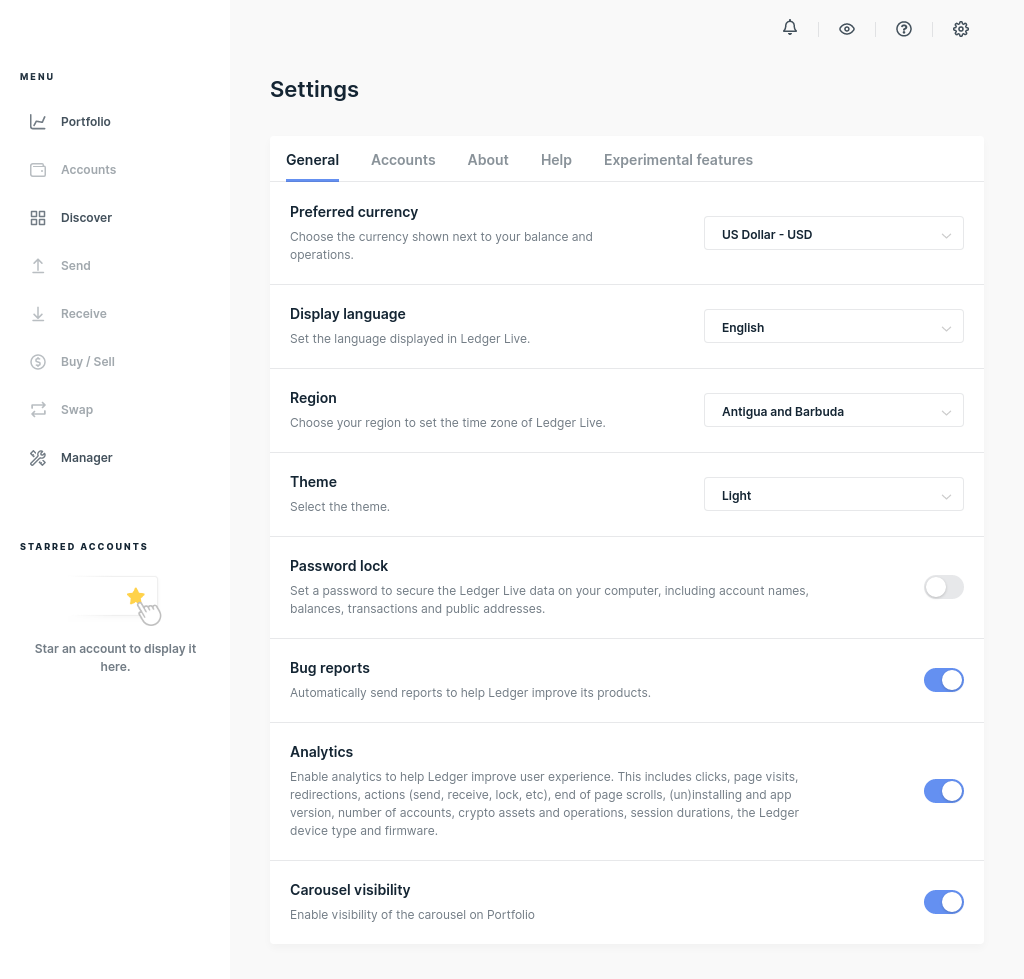 MENU
Portfolio
Accounts
Discover
Send
Receive
Buy / Sell
Swap
Manager
STARRED ACCOUNTS
Star an account to display it
here.
Settings
General Accounts About Help Experimental features
Preferred currency
Choose the currency shown next to your balance and
operations.
US Dollar - USD
Display language
Set the language displayed in Ledger Live.
English
Region
Choose your region to set the time zone of Ledger Live.
Antigua and Barbuda
Theme
Select the theme.
Light
Password lock
Set a password to secure the Ledger Live data on your computer, including account names,
balances, transactions and public addresses.
Bug reports
Automatically send reports to help Ledger improve its products.
Analytics
Enable analytics to help Ledger improve user experience. This includes clicks, page visits,
redirections, actions (send, receive, lock, etc), end of page scrolls, (un)installing and app
version, number of accounts, crypto assets and operations, session durations, the Ledger
device type and firmware.
Carousel visibility
Enable visibility of the carousel on Portfolio